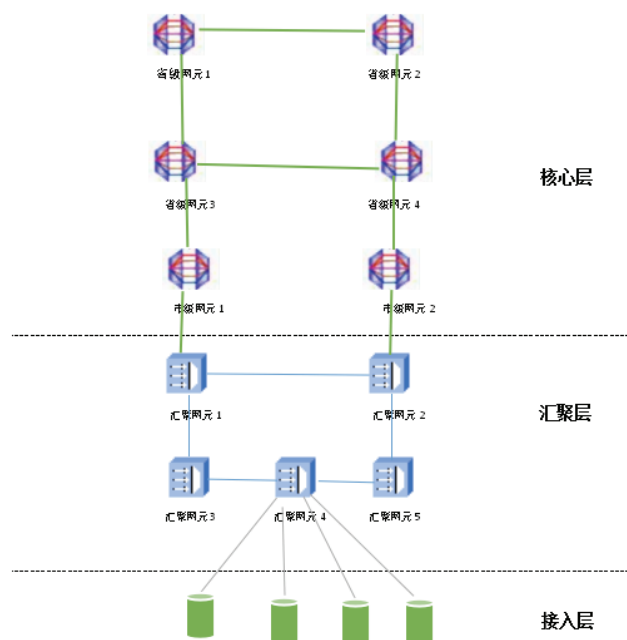 省级网元 1
省级网元 2
核心层
省级网元 3
省级网元 4
市级网元 1
市级网元 2
汇聚网元 1
汇聚网元 2
汇聚层
汇聚网元 3
汇聚网元 4
汇聚网元 5
接入层